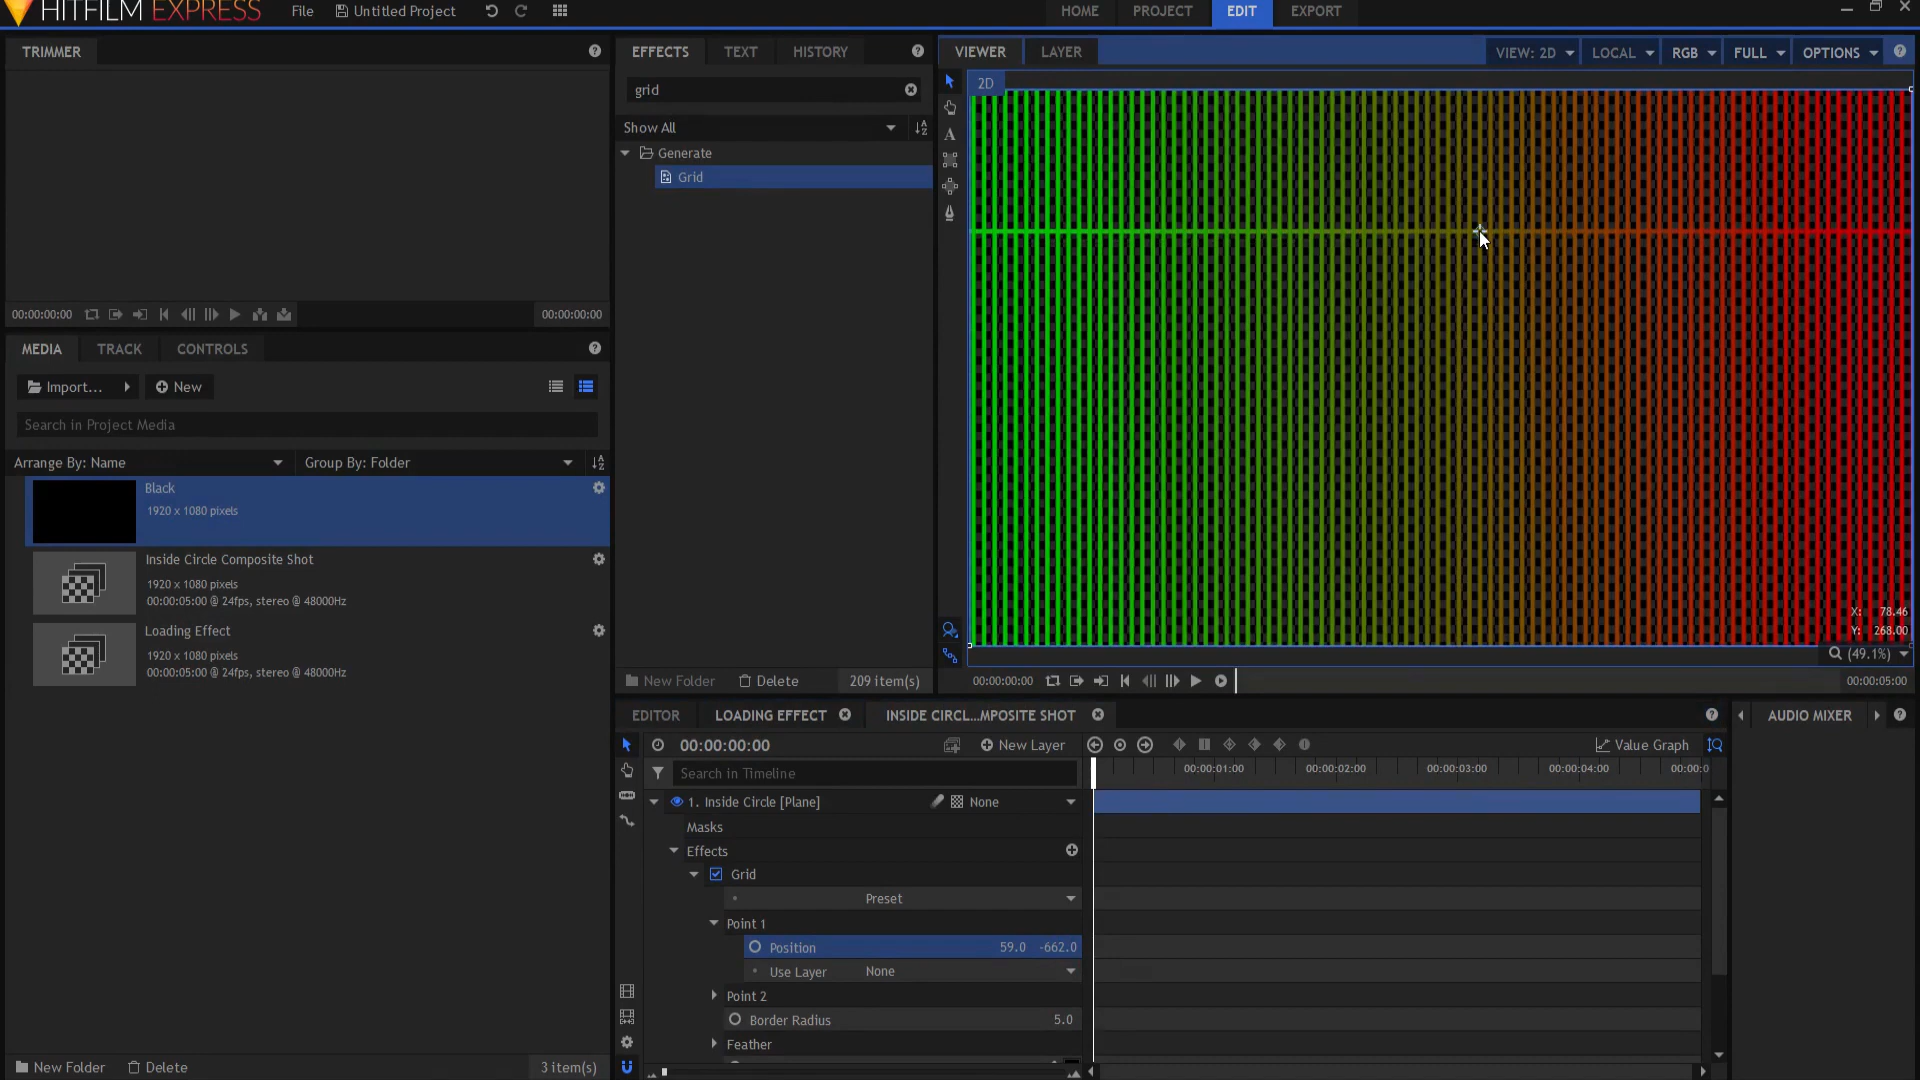 HITFILM EXPRESS
File
Untitled Project
HOME
PROJECT
EDIT
EXPORT
TRIMMER
00:00:00:00
00:00:00:00
MEDIA
TRACK
CONTROLS
Import...
New
Search in Project Media
Arrange By: Name
Group By: Folder
Black
1920 x 1080 pixels
Inside Circle Composite Shot
1920 x 1080 pixels
00:00:05:00 @ 24fps, stereo @ 48000Hz
Loading Effect
1920 x 1080 pixels
00:00:05:00 @ 24fps, stereo @ 48000Hz
New Folder
Delete
3 item(s)
EFFECTS
TEXT
HISTORY
grid
Show All
Generate
Grid
New Folder
Delete
209 item(s)
VIEWER
LAYER
VIEW: 2D
LOCAL
RGB
FULL
OPTIONS
2D
X: 78.46
Y: 268.00
(49.1%)
00:00:00:00
00:00:05:00
EDITOR
LOADING EFFECT
INSIDE CIRCL...MPOSITE SHOT
AUDIO MIXER
00:00:00:00
New Layer
Value Graph
Search in Timeline
00:00:01:00
00:00:02:00
00:00:03:00
00:00:04:00
00:00:0
1. Inside Circle [Plane]
None
Masks
Effects
Grid
Preset
Point 1
Position 59.0 -662.0
Use Layer None
Point 2
Border Radius 5.0
Feather